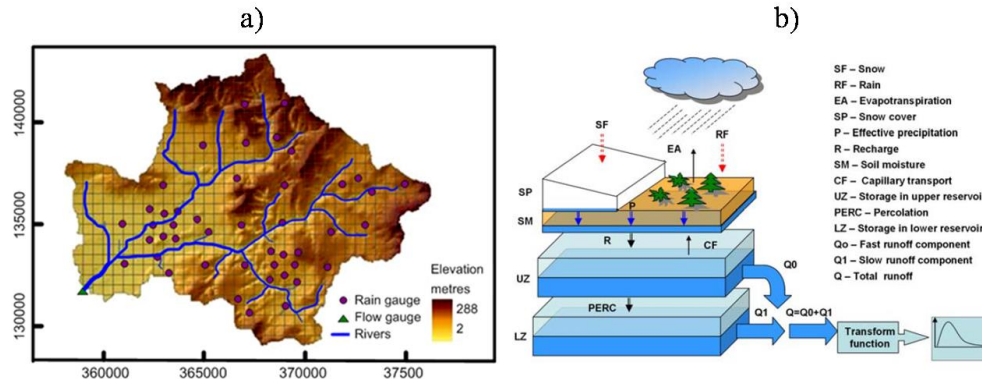 a)
b)
140000
135000
130000
360000
365000
370000
37500
Elevation
metres
288
2
Rain gauge
Flow gauge
Rivers
SF
RF
EA
SP
P
SM
R
CF
UZ
Q0
PERC
Q1
Q=Q0+Q1
LZ
Transform
function
SF – Snow
RF – Rain
EA – Evapotranspiration
SP – Snow cover
P – Effective precipitation
R – Recharge
SM – Soil moisture
CF – Capillary transport
UZ – Storage in upper reservoi
PERC – Percolation
LZ – Storage in lower reservoi
Qo – Fast runoff component
Q1 – Slow runoff component
Q – Total runoff